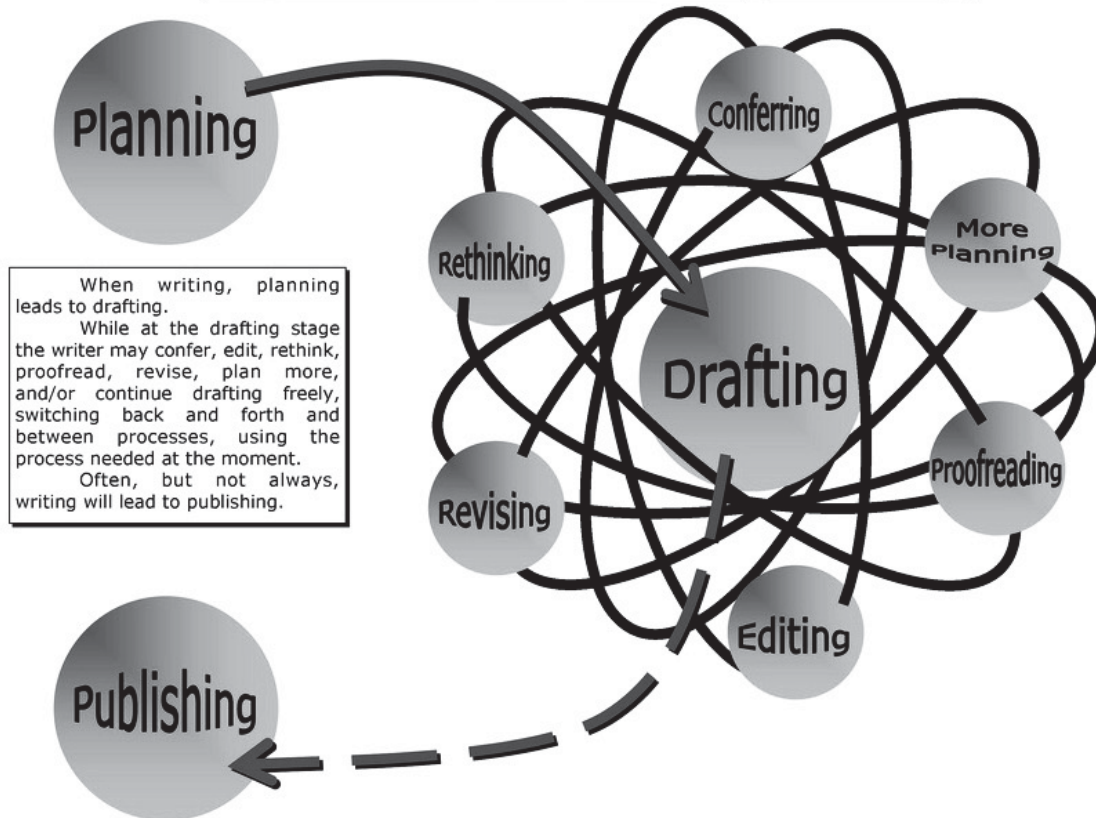 Planning
Conferring
More
Planning
Rethinking
When writing, planning
leads to drafting.
While at the drafting stage
the writer may confer, edit, rethink,
proofread, revise, plan more,
and/or continue drafting freely,
switching back and forth and
between processes, using the
process needed at the moment.
Often, but not always,
writing will lead to publishing.
Drafting
Proofreading
Revising
Editing
Publishing